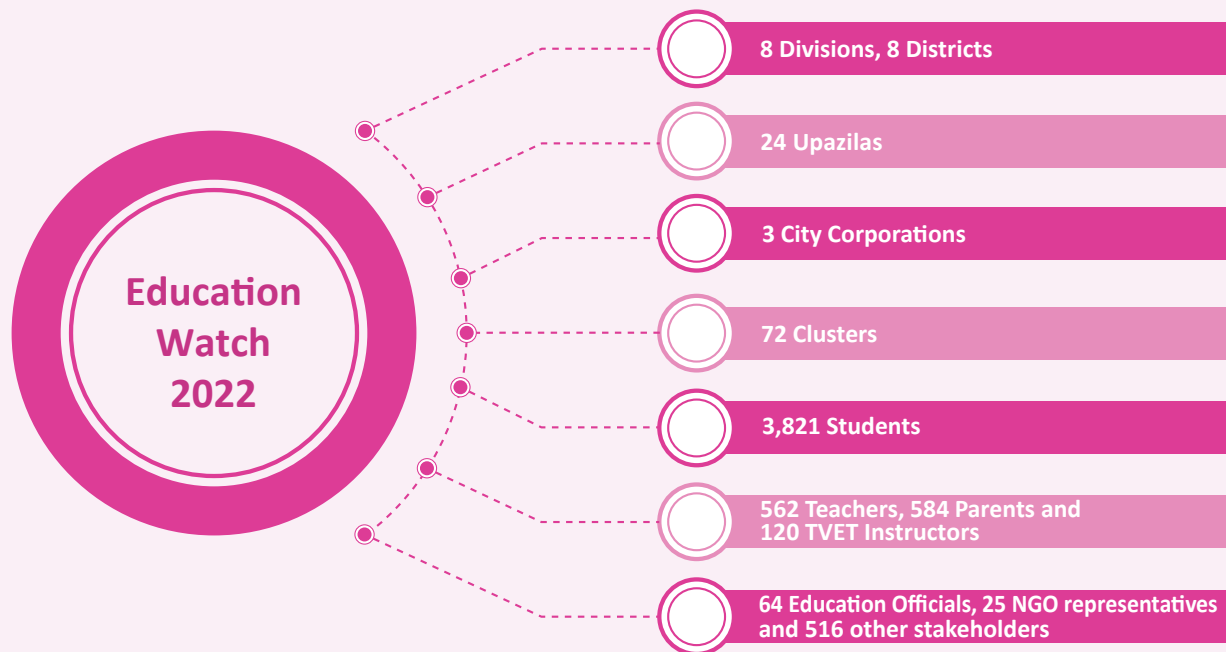 Education
Watch
2022
8 Divisions, 8 Districts
24 Upazilas
3 City Corporations
72 Clusters
3,821 Students
562 Teachers, 584 Parents and
120 TVET Instructors
64 Education Officials, 25 NGO representatives
and 516 other stakeholders